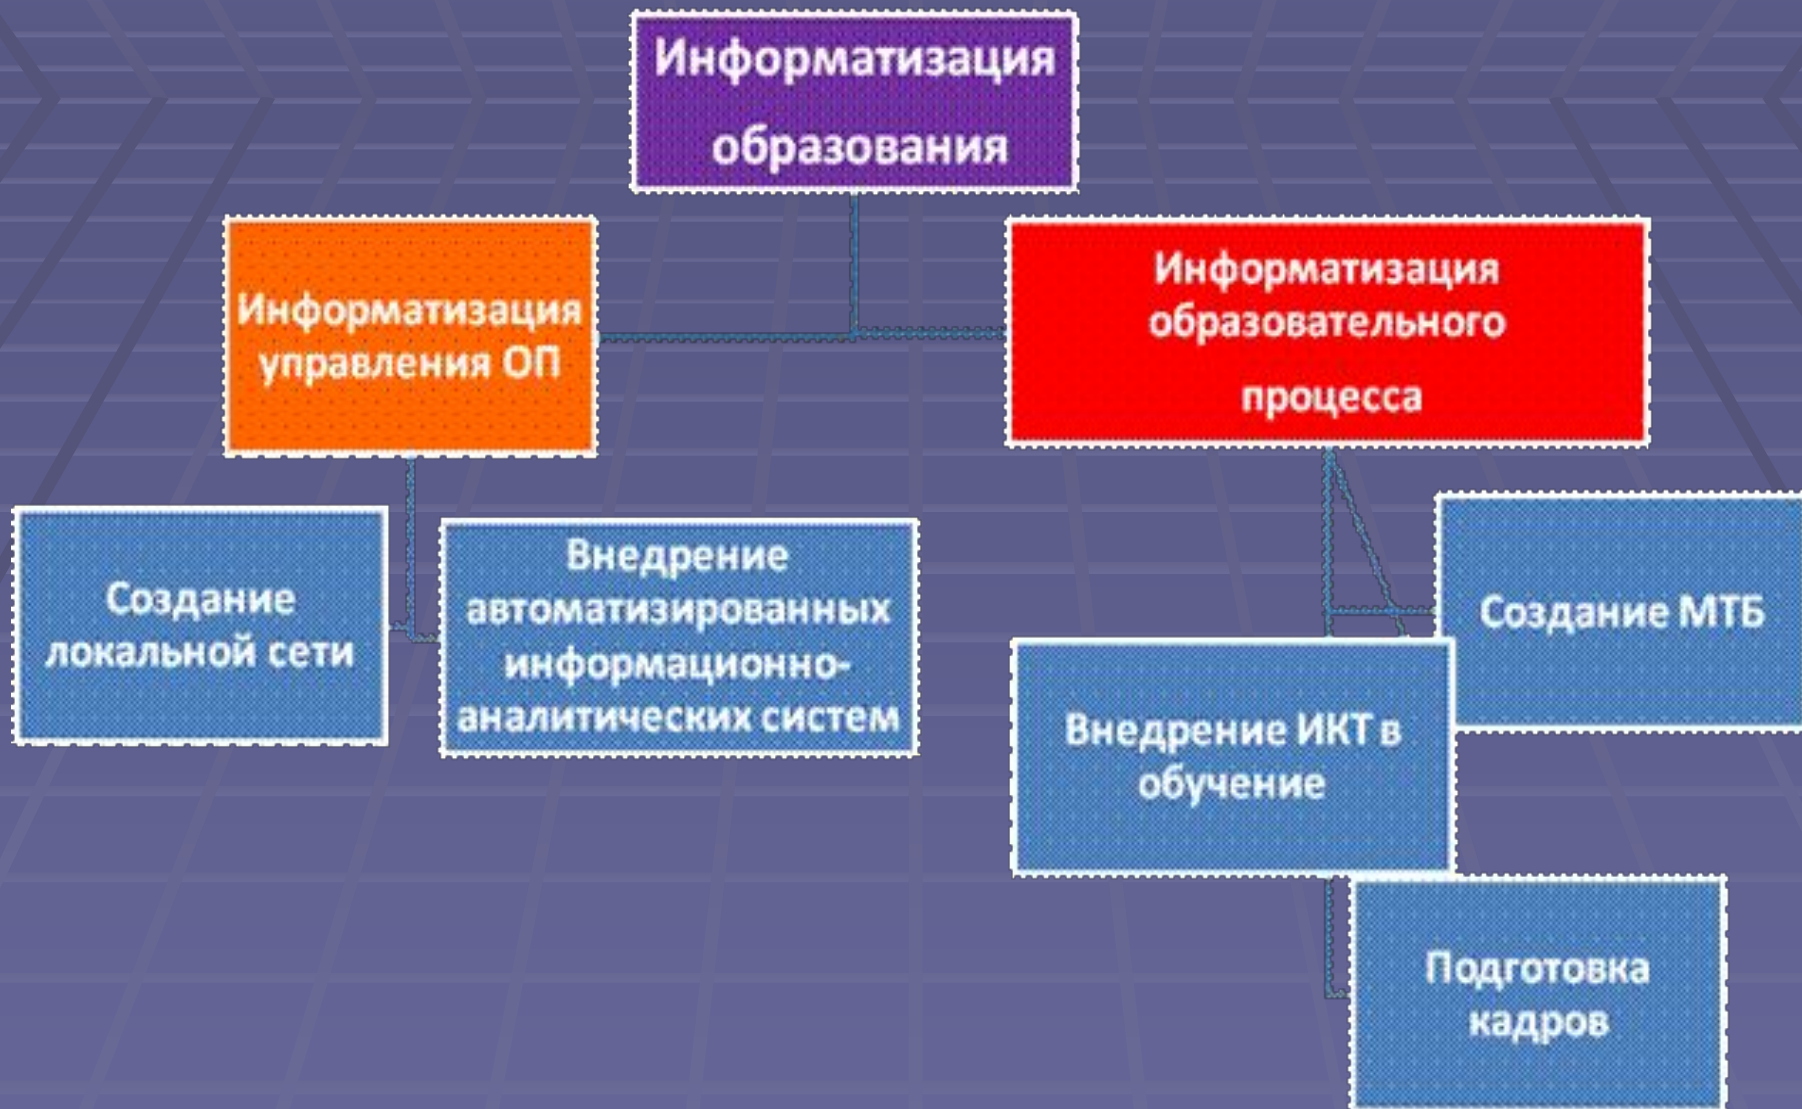 Информатизация
образования
Информатизация
управления ОП
Информатизация
образовательного
процесса
Создание
локальной сети
Внедрение
автоматизированных
информационно-
аналитических систем
Создание МТБ
Внедрение ИКТ в
обучение
Подготовка
кадров